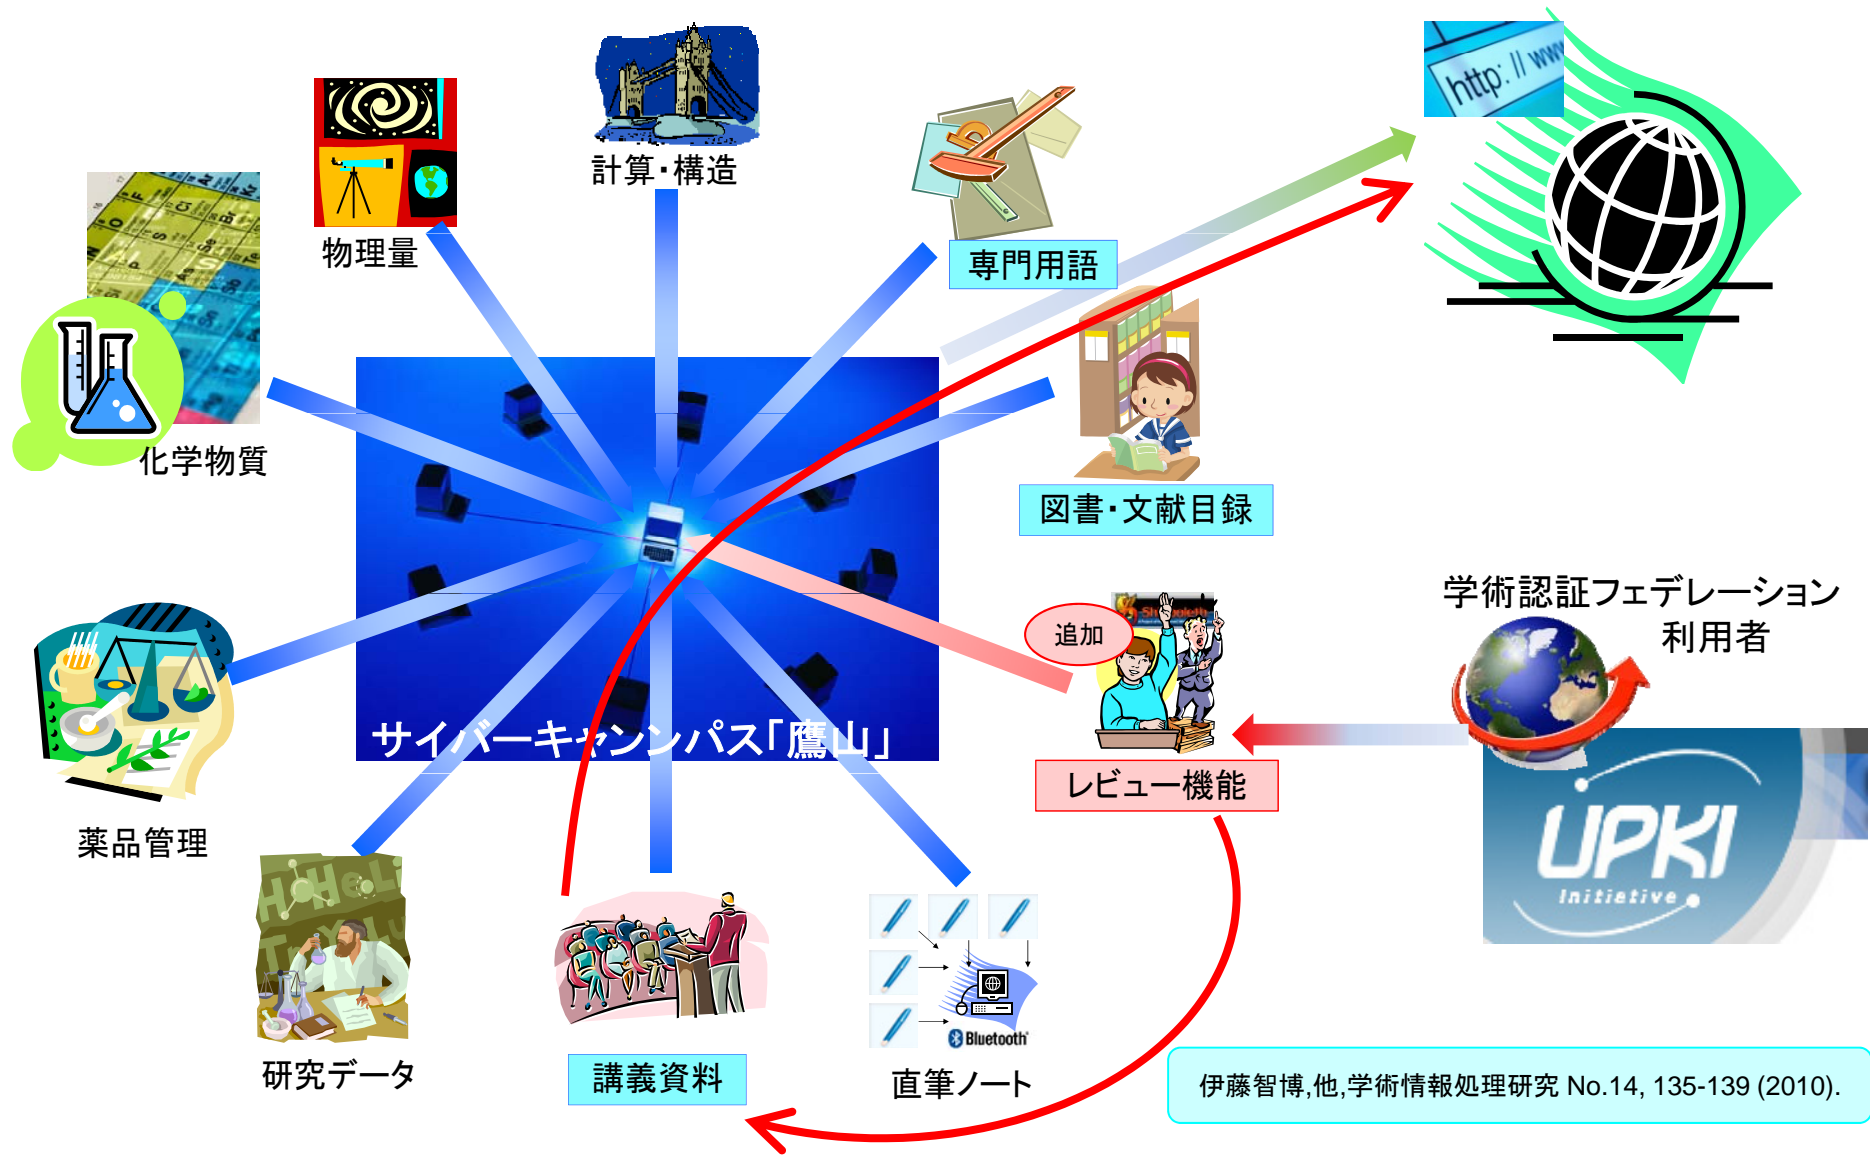 http: // www
計算・構造
物理量
専門用語
化学物質
図書・文献目録
学術認証フェデレーション
利用者
追加
サイバーキャンンパス「鷹山」
レビュー機能
薬品管理
UPKI
Initiative
Bluetooth
研究データ
講義資料
直筆ノート
伊藤智博,他,学術情報処理研究 No.14, 135-139 (2010).